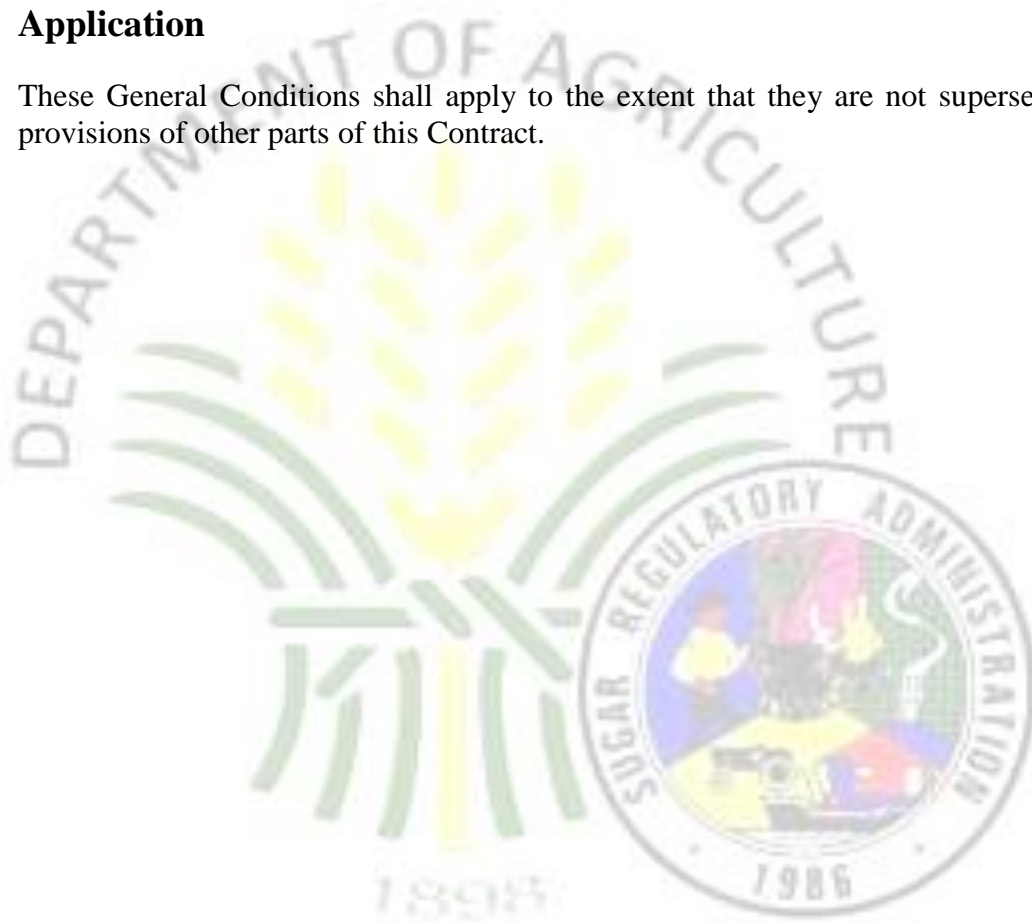 Application
These General Conditions shall apply to the extent that they are not superse
provisions of other parts of this Contract.
DEPARTMENT OF AGRICULTURE
SUGAR REGULATORY ADMINISTRATION
1986
1898